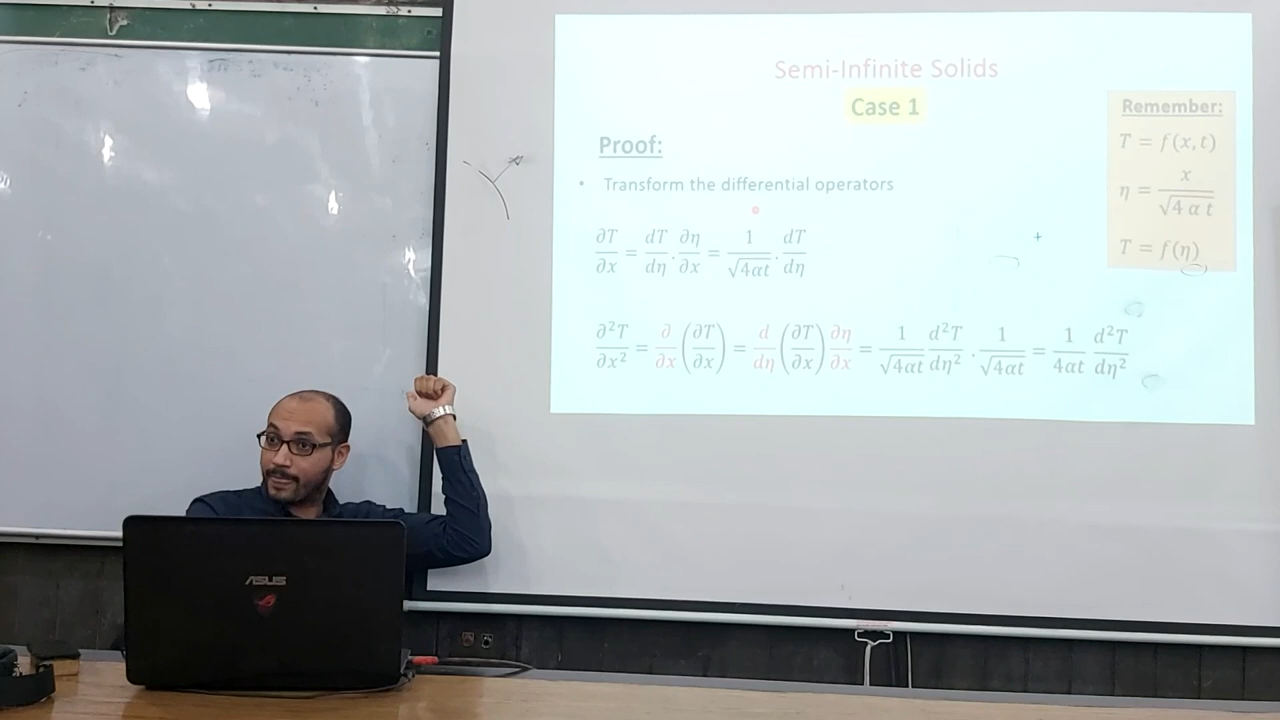 Semi-Infinite Solids
Case 1
Proof:
• Transform the differential operators
∂T/∂x = dT/dη . ∂η/∂x = 1/√4αt . dT/dη
∂²T/∂x² = ∂/∂x (∂T/∂x) = d/dη (∂T/∂x) ∂η/∂x = 1/√4αt d²T/dη² . 1/√4αt = 1/4αt d²T/dη²
Remember:
T = f(x, t)
η = x/√4 α t
T = f(η)
ASUS